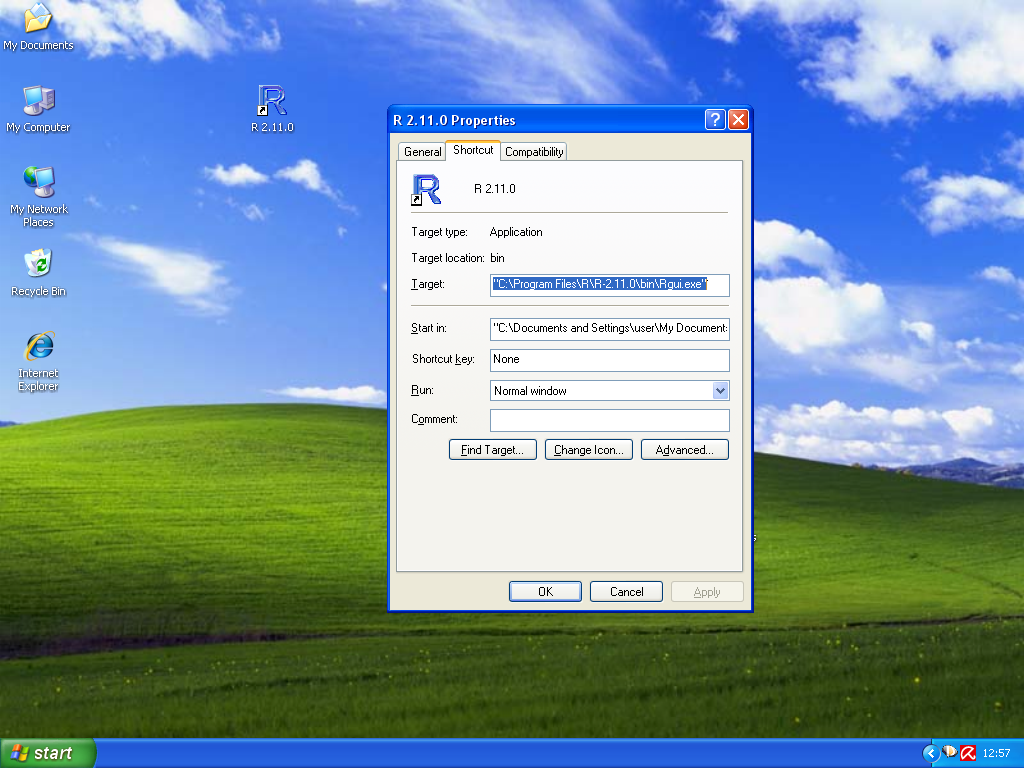 My Documents
My Computer
R 2.11.0
My Network
Places
Recycle Bin
Internet
Explorer
R 2.11.0 Properties
General
Shortcut
Compatibility
R 2.11.0
Target type: Application
Target location: bin
Target: "C:\Program Files\R\R-2.11.0\bin\Rgui.exe"
Start in: "C:\Documents and Settings\user\My Document
Shortcut key: None
Run: Normal window
Comment:
Find Target...
Change Icon...
Advanced...
OK
Cancel
Apply
start
12:57